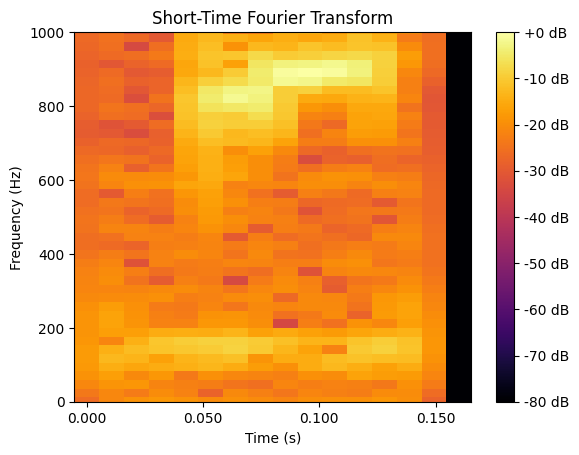 Short-Time Fourier Transform
Frequency (Hz)
1000
800
600
400
200
0
0.000 0.050 0.100 0.150
Time (s)
+0 dB
-10 dB
-20 dB
-30 dB
-40 dB
-50 dB
-60 dB
-70 dB
-80 dB